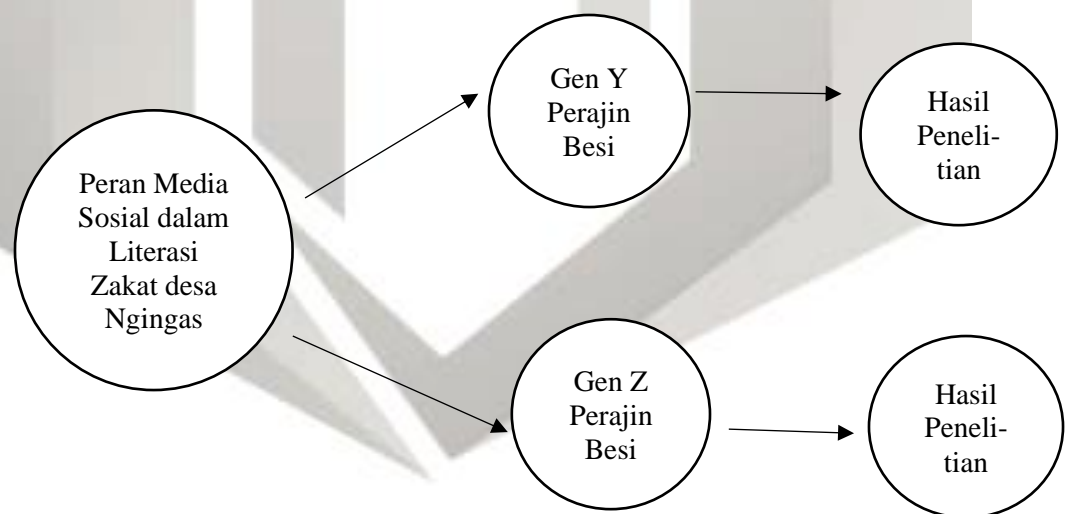 Peran Media
Sosial dalam
Literasi
Zakat desa
Ngingas
Gen Y
Perajin
Besi
Hasil
Peneli-
tian
Gen Z
Perajin
Besi
Hasil
Peneli-
tian